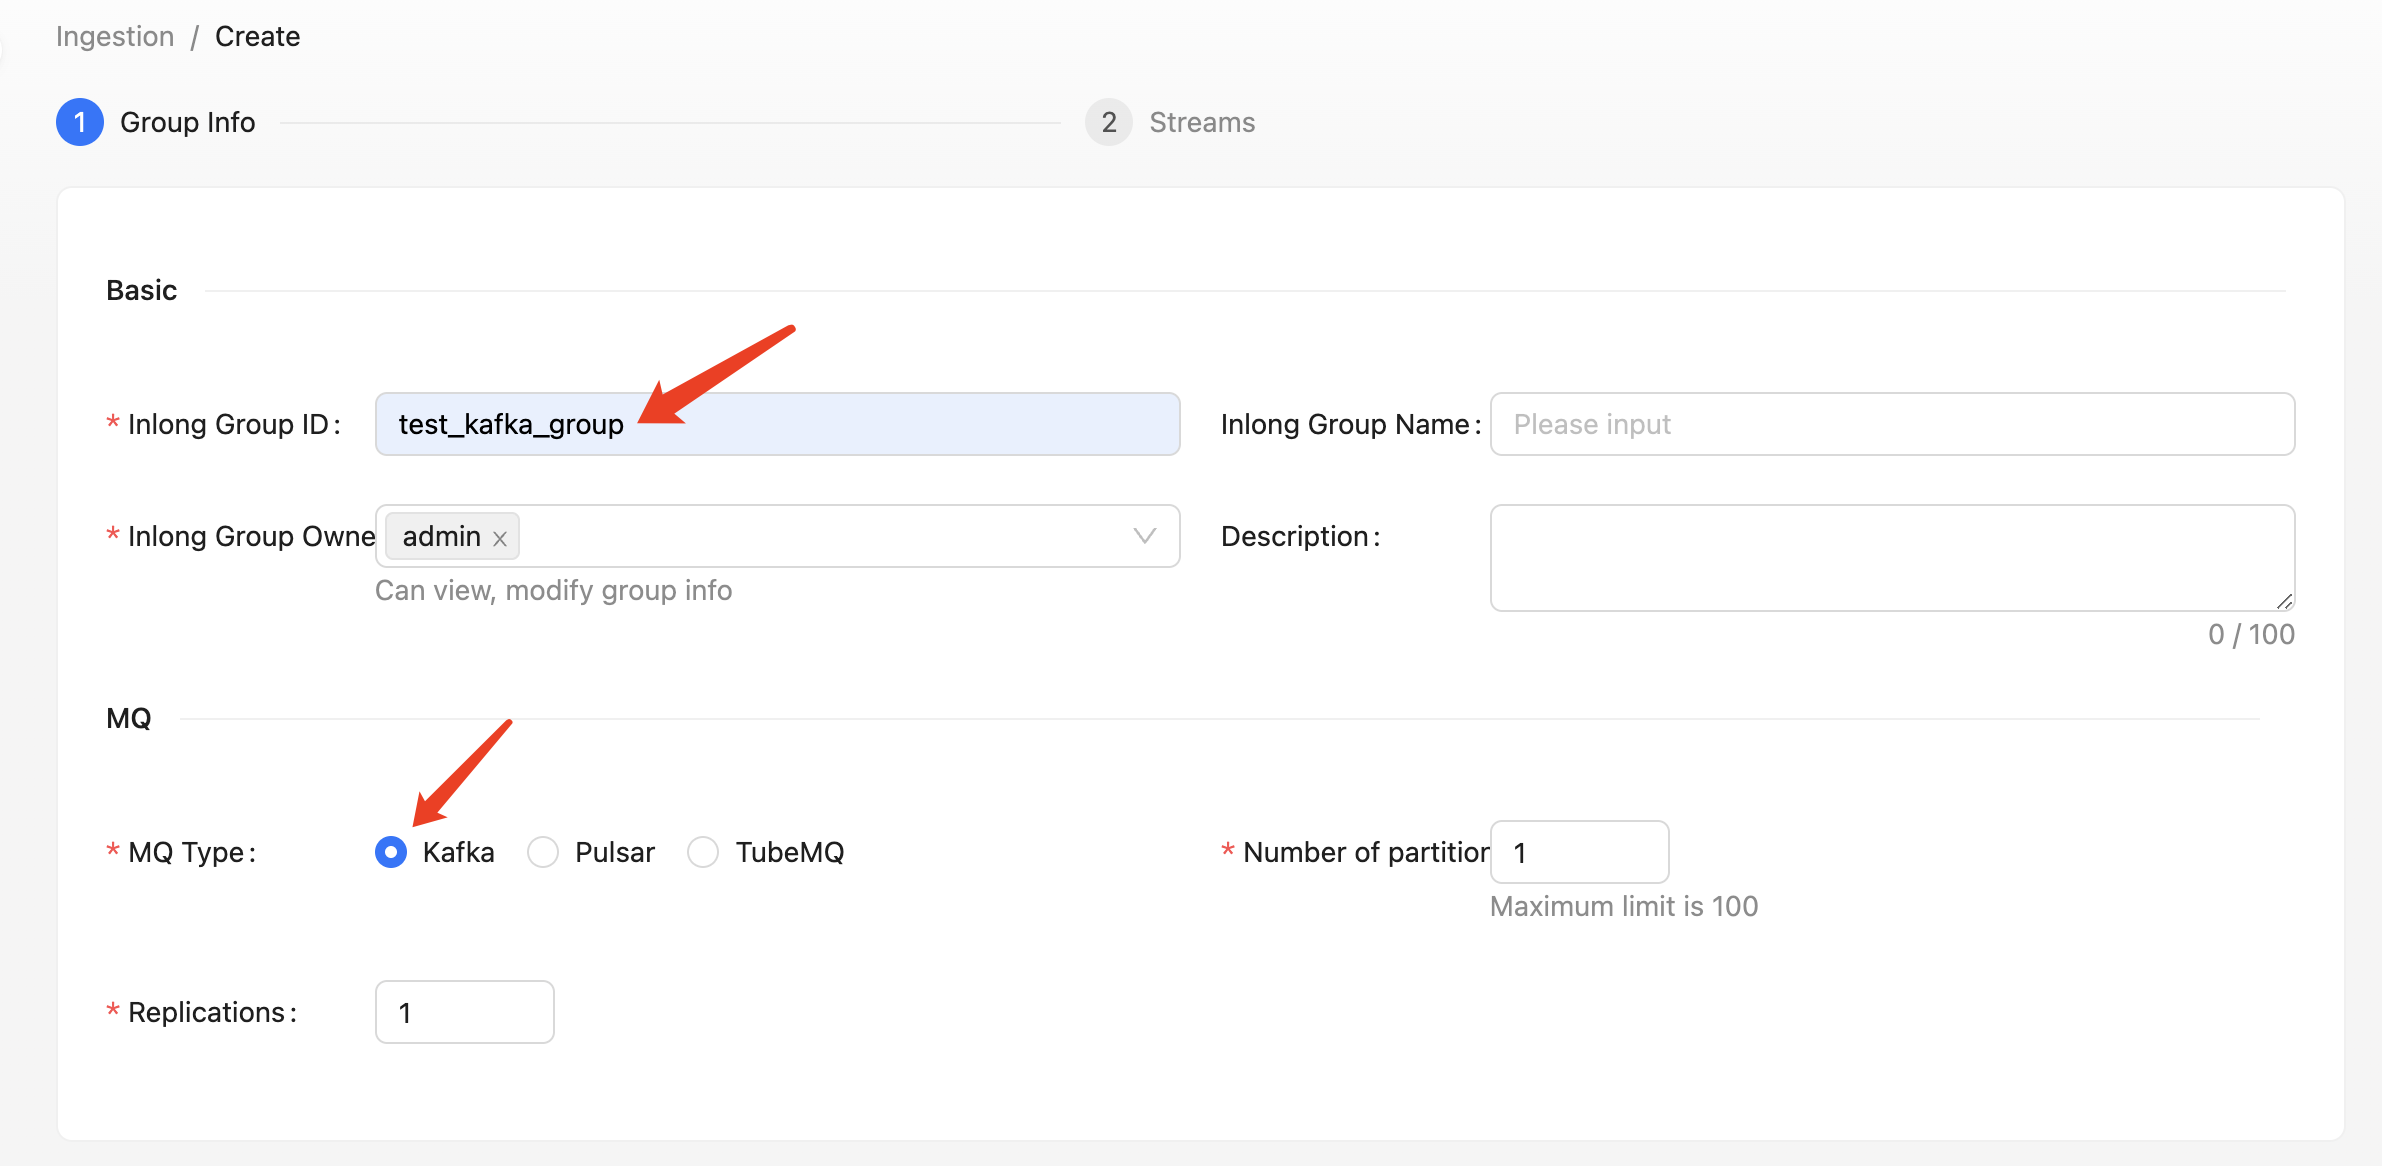 Ingestion / Create
1 Group Info 2 Streams
Basic
* Inlong Group ID: test_kafka_group Inlong Group Name: Please input
* Inlong Group Owne admin × Description:
Can view, modify group info
0 / 100
MQ
* MQ Type: Kafka Pulsar TubeMQ * Number of partition 1
Maximum limit is 100
* Replications: 1